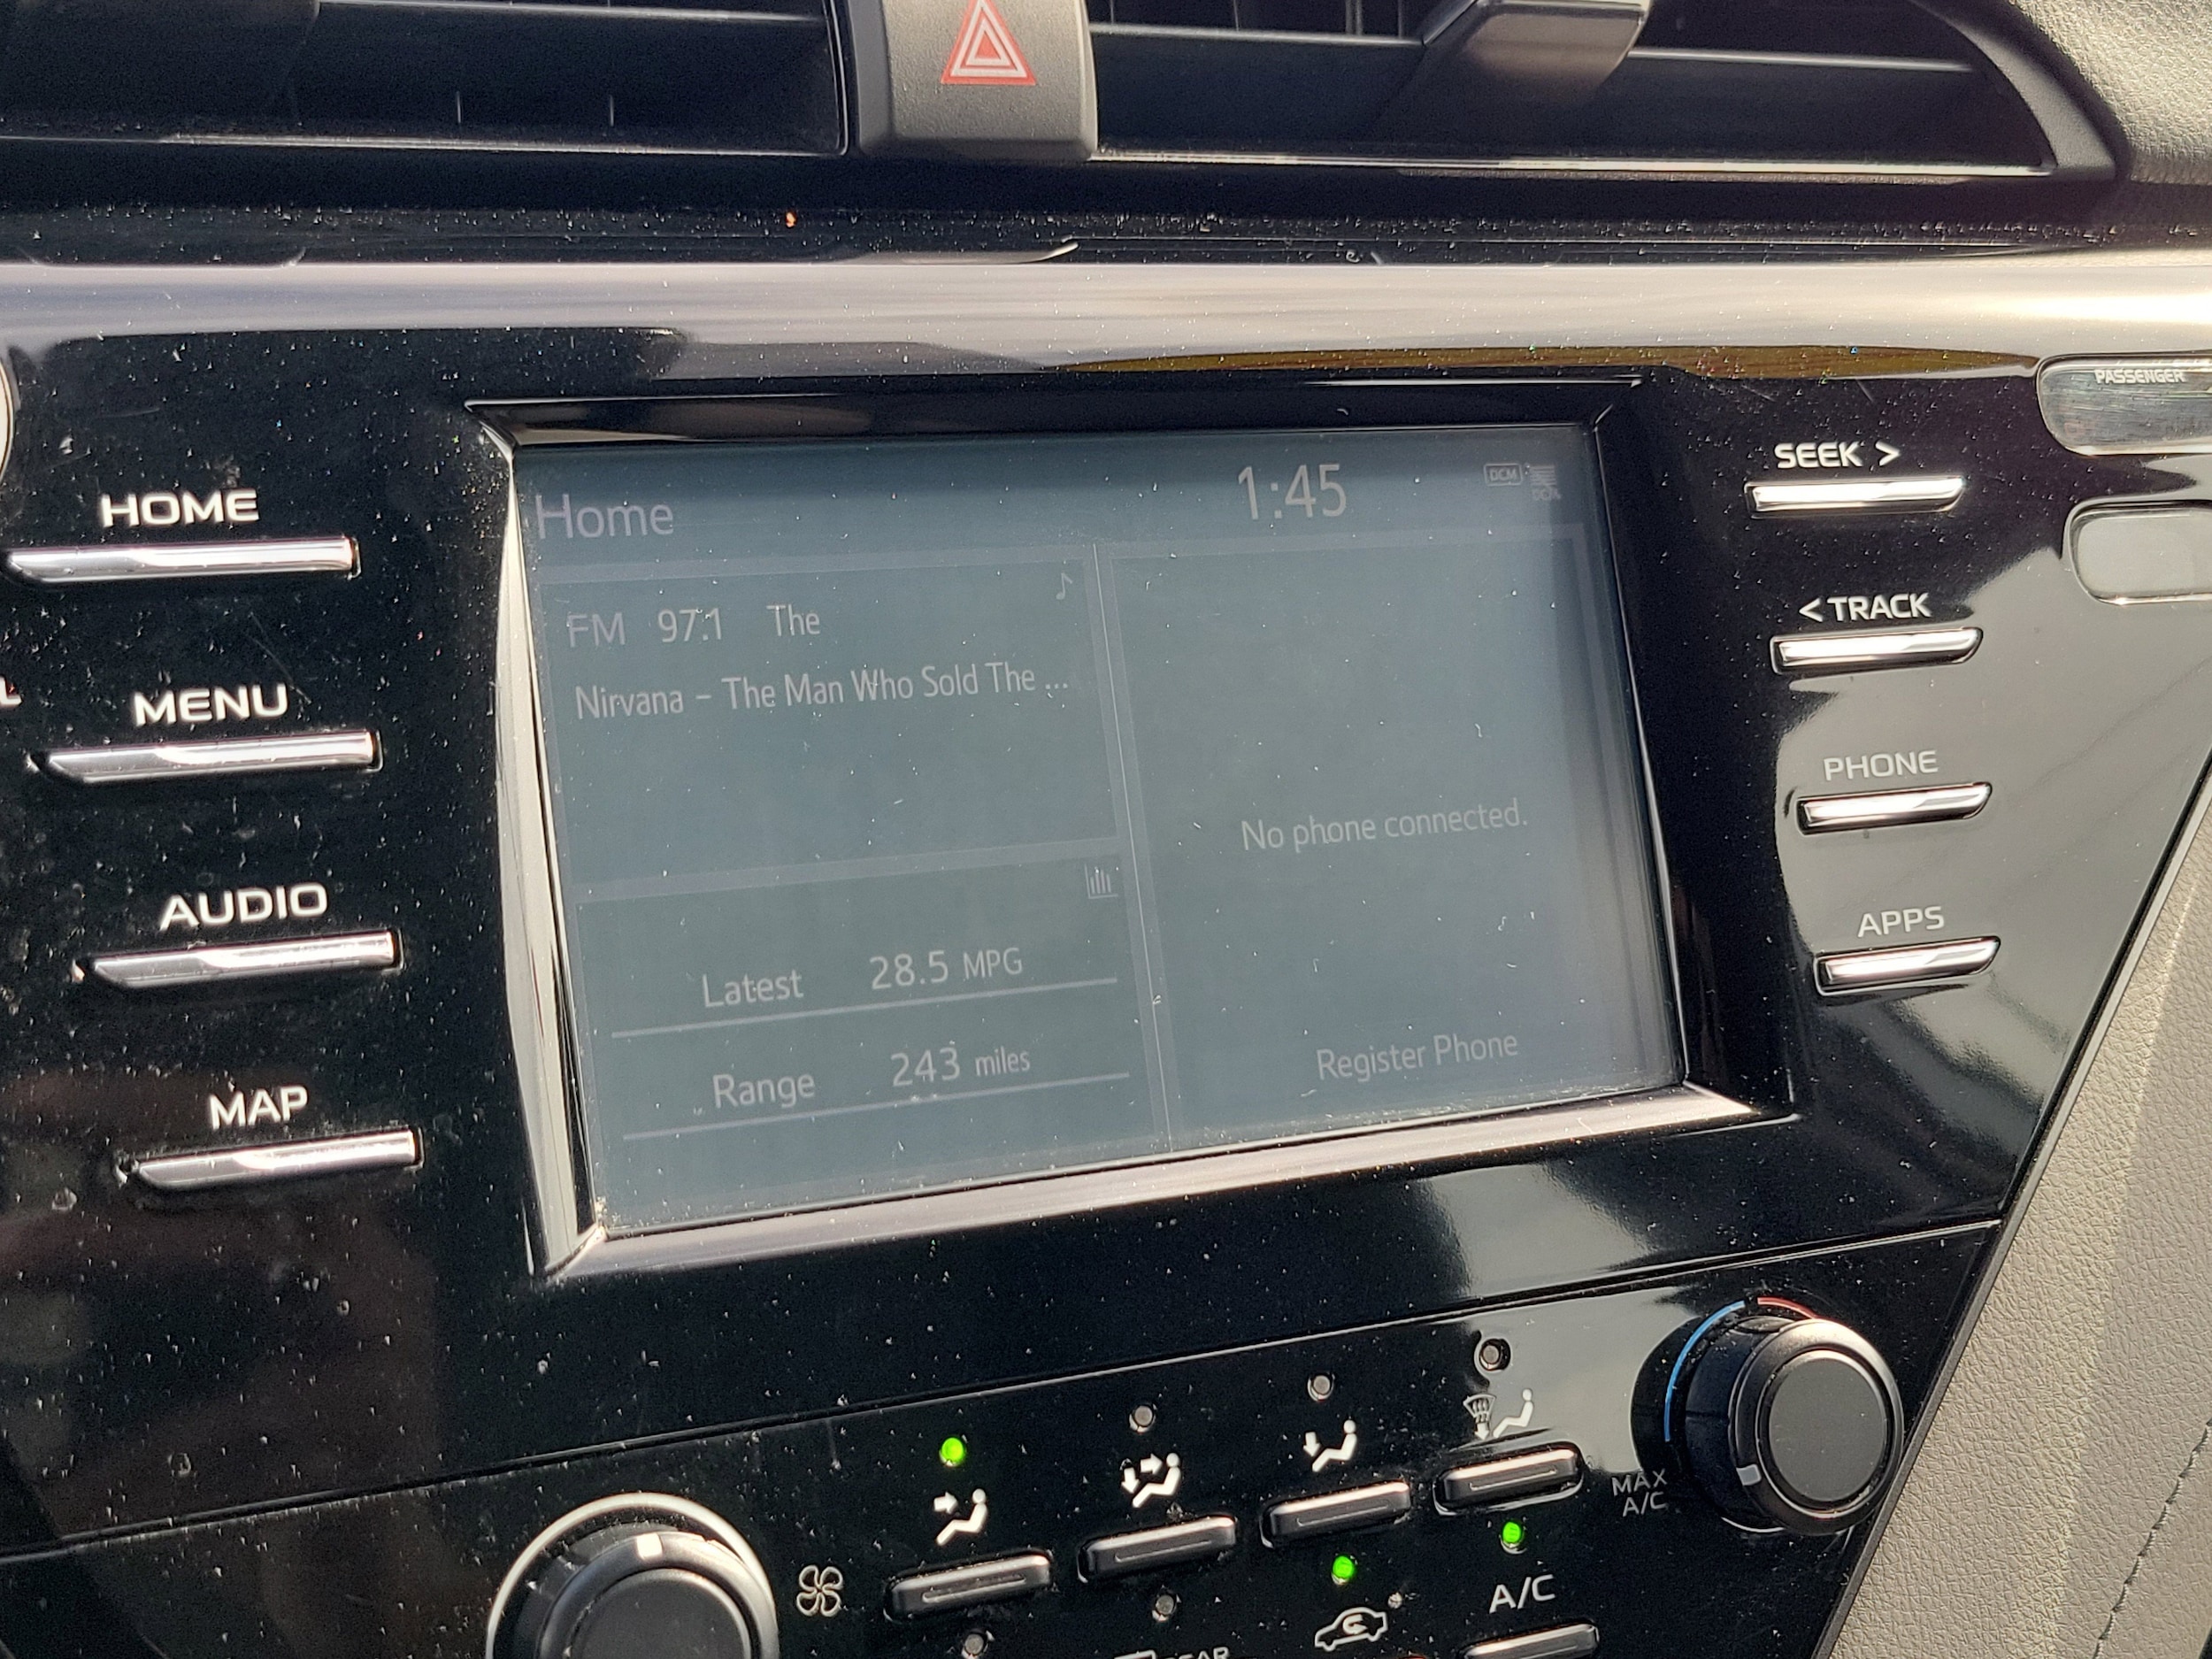 PASSENGER
SEEK >
HOME
Home 1:45 DCM
FM 97.1 The
< TRACK
MENU
Nirvana – The Man Who Sold The ...
PHONE
No phone connected.
AUDIO
APPS
Latest 28.5 MPG
Range 243 miles
Register Phone
MAP
MAX
A/C
A/C